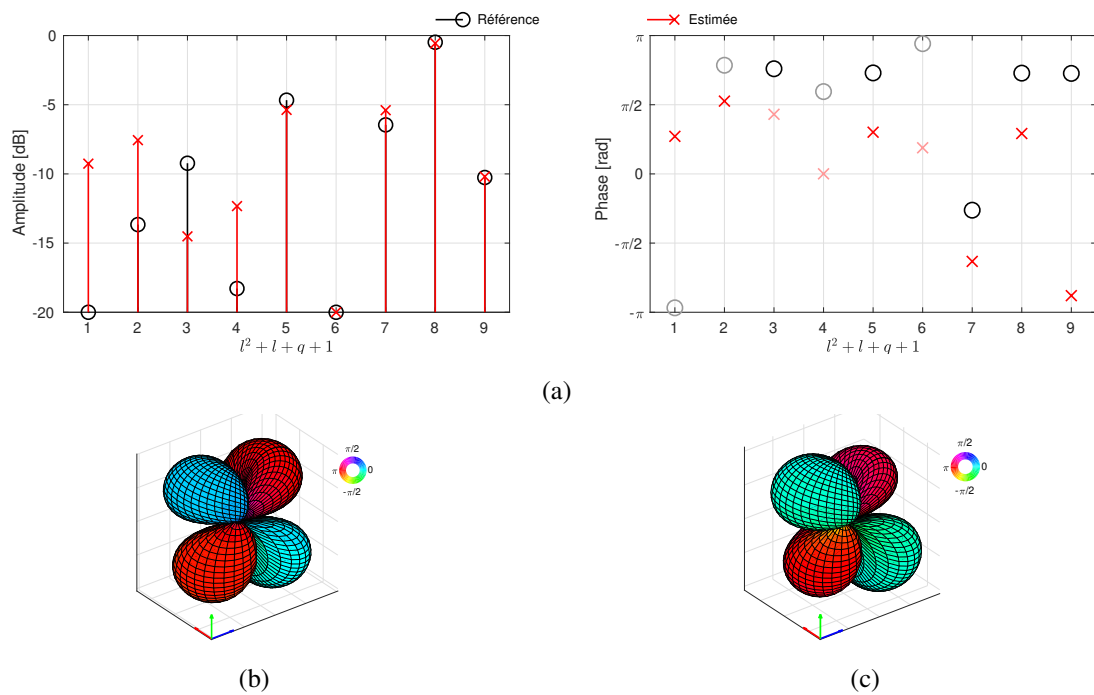 Référence
Estimée
0
-5
-10
-15
-20
Amplitude [dB]
1 2 3 4 5 6 7 8 9
l² + l + q + 1
π
π/2
0
-π/2
-π
Phase [rad]
1 2 3 4 5 6 7 8 9
l² + l + q + 1
(a)
π/2
π 0
-π/2
π/2
π 0
-π/2
(b)
(c)